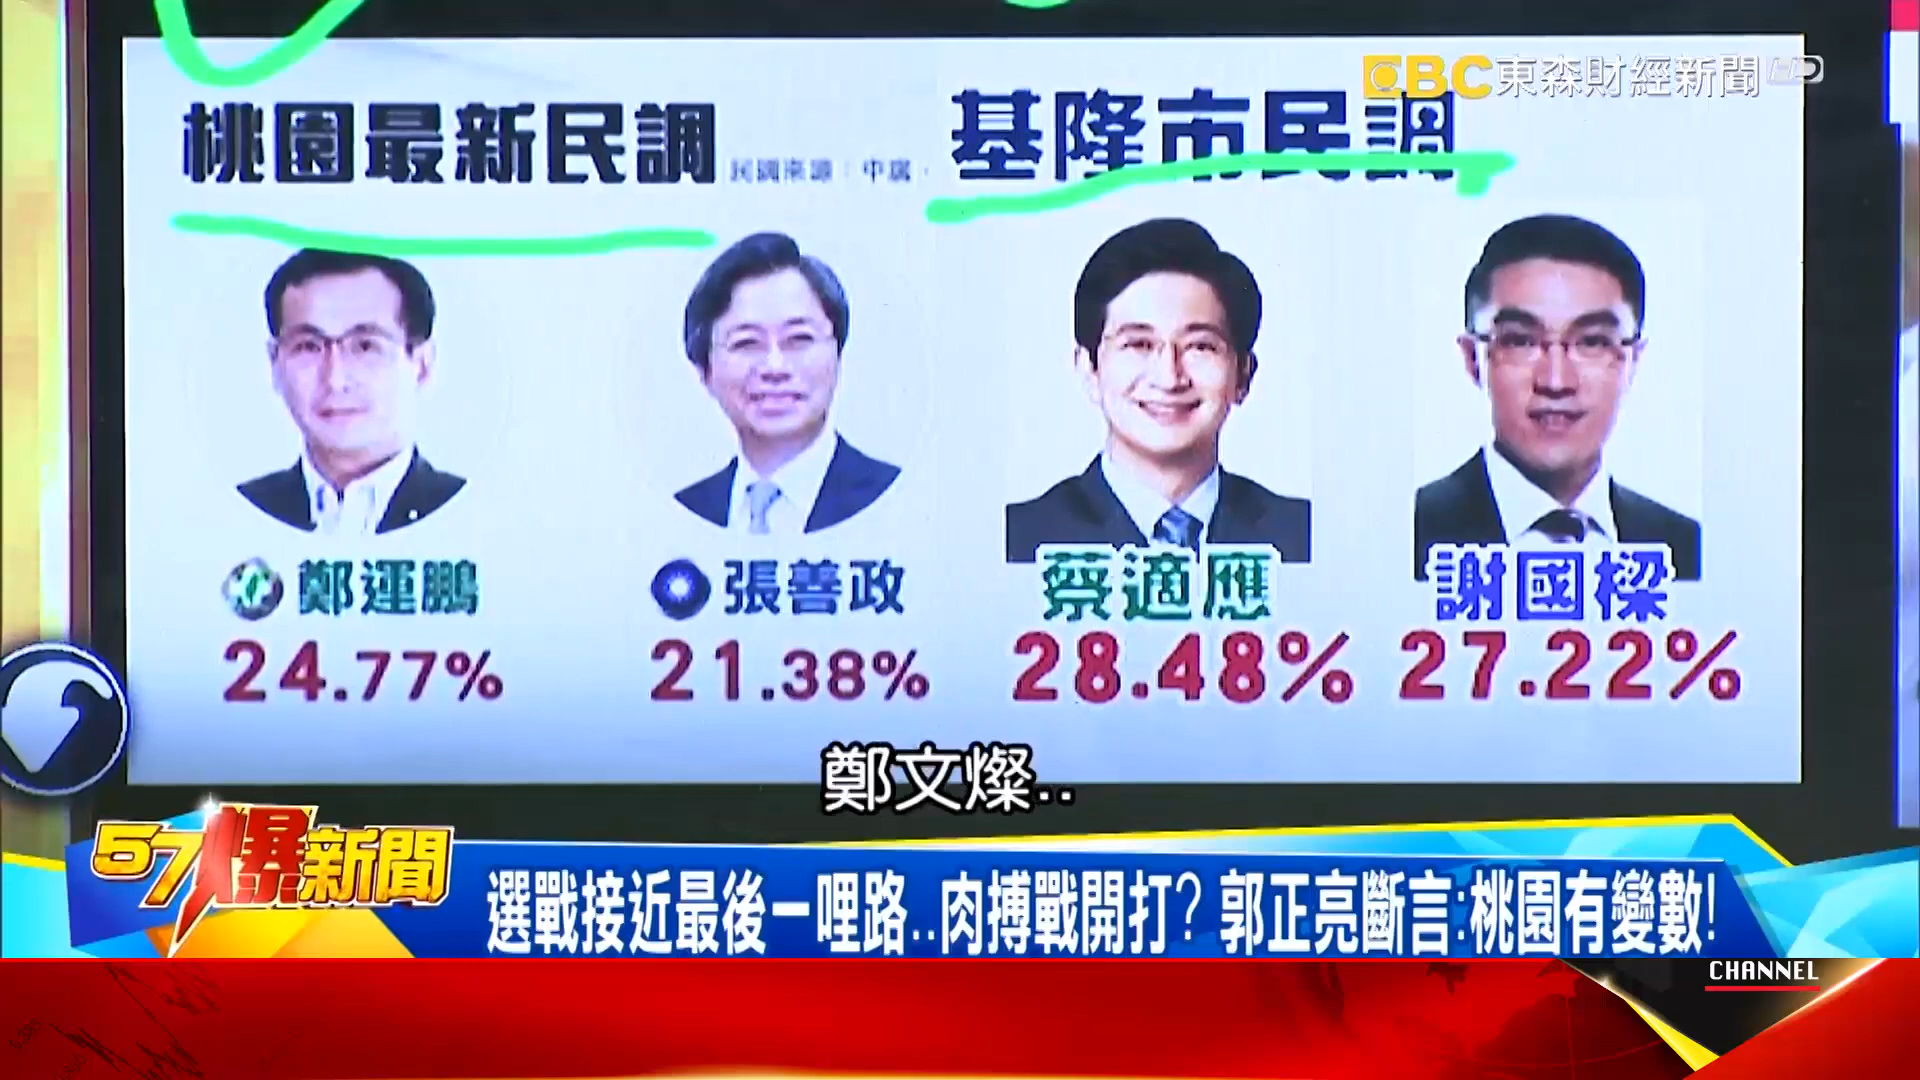 EBC 東森財經新聞 HD
桃園最新民調
基隆市民調
鄭運鵬
張善政
蔡適應
謝國樑
24.77%
21.38%
28.48%
27.22%
鄭文燦..
57爆新聞
選戰接近最後一哩路..肉搏戰開打? 郭正亮斷言:桃園有變數!
CHANNEL